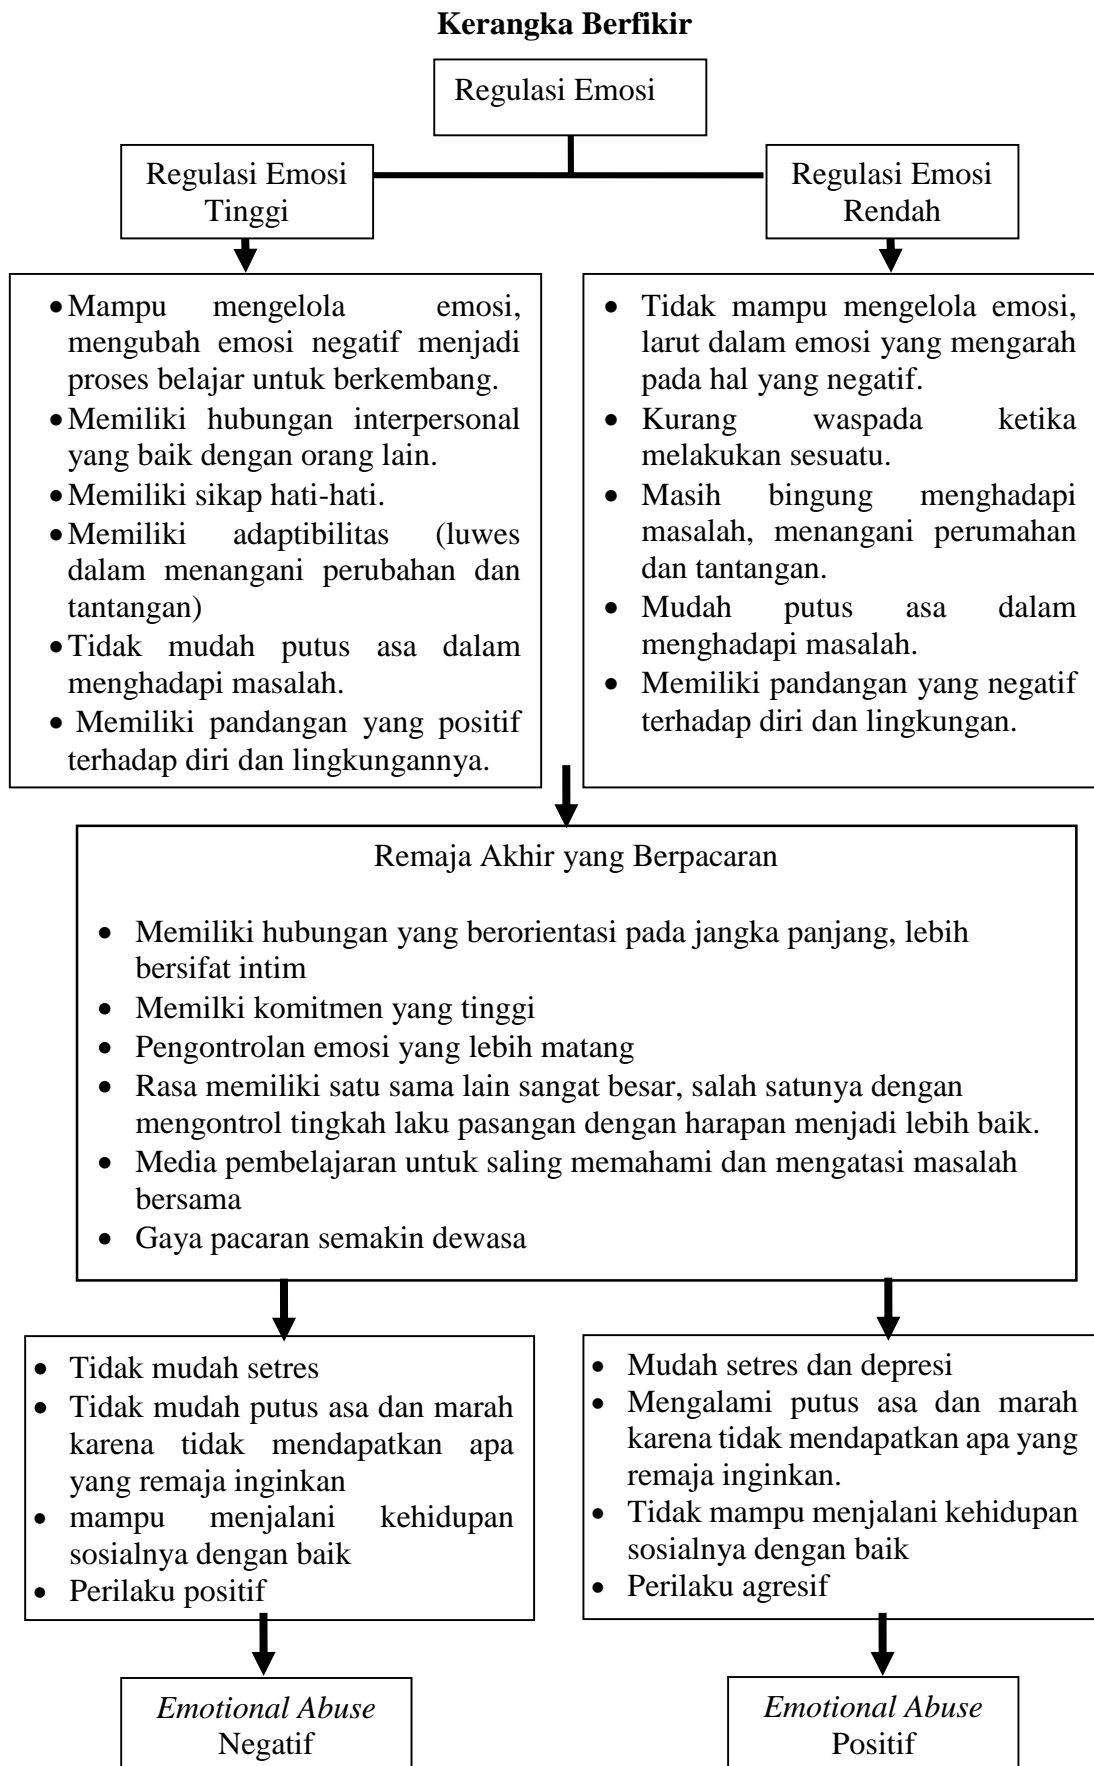 Kerangka Berfikir
Regulasi Emosi
Regulasi Emosi
Tinggi
Regulasi Emosi
Rendah
• Mampu mengelola emosi,
mengubah emosi negatif menjadi
proses belajar untuk berkembang.
• Memiliki hubungan interpersonal
yang baik dengan orang lain.
• Memiliki sikap hati-hati.
• Memiliki adaptibilitas (luwes
dalam menangani perubahan dan
tantangan)
• Tidak mudah putus asa dalam
menghadapi masalah.
• Memiliki pandangan yang positif
terhadap diri dan lingkungannya.
• Tidak mampu mengelola emosi,
larut dalam emosi yang mengarah
pada hal yang negatif.
• Kurang waspada ketika
melakukan sesuatu.
• Masih bingung menghadapi
masalah, menangani perumahan
dan tantangan.
• Mudah putus asa dalam
menghadapi masalah.
• Memiliki pandangan yang negatif
terhadap diri dan lingkungan.
Remaja Akhir yang Berpacaran
• Memiliki hubungan yang berorientasi pada jangka panjang, lebih
bersifat intim
• Memilki komitmen yang tinggi
• Pengontrolan emosi yang lebih matang
• Rasa memiliki satu sama lain sangat besar, salah satunya dengan
mengontrol tingkah laku pasangan dengan harapan menjadi lebih baik.
• Media pembelajaran untuk saling memahami dan mengatasi masalah
bersama
• Gaya pacaran semakin dewasa
• Tidak mudah setres
• Tidak mudah putus asa dan marah
karena tidak mendapatkan apa
yang remaja inginkan
• mampu menjalani kehidupan
sosialnya dengan baik
• Perilaku positif
• Mudah setres dan depresi
• Mengalami putus asa dan marah
karena tidak mendapatkan apa yang
remaja inginkan.
• Tidak mampu menjalani kehidupan
sosialnya dengan baik
• Perilaku agresif
Emotional Abuse
Negatif
Emotional Abuse
Positif